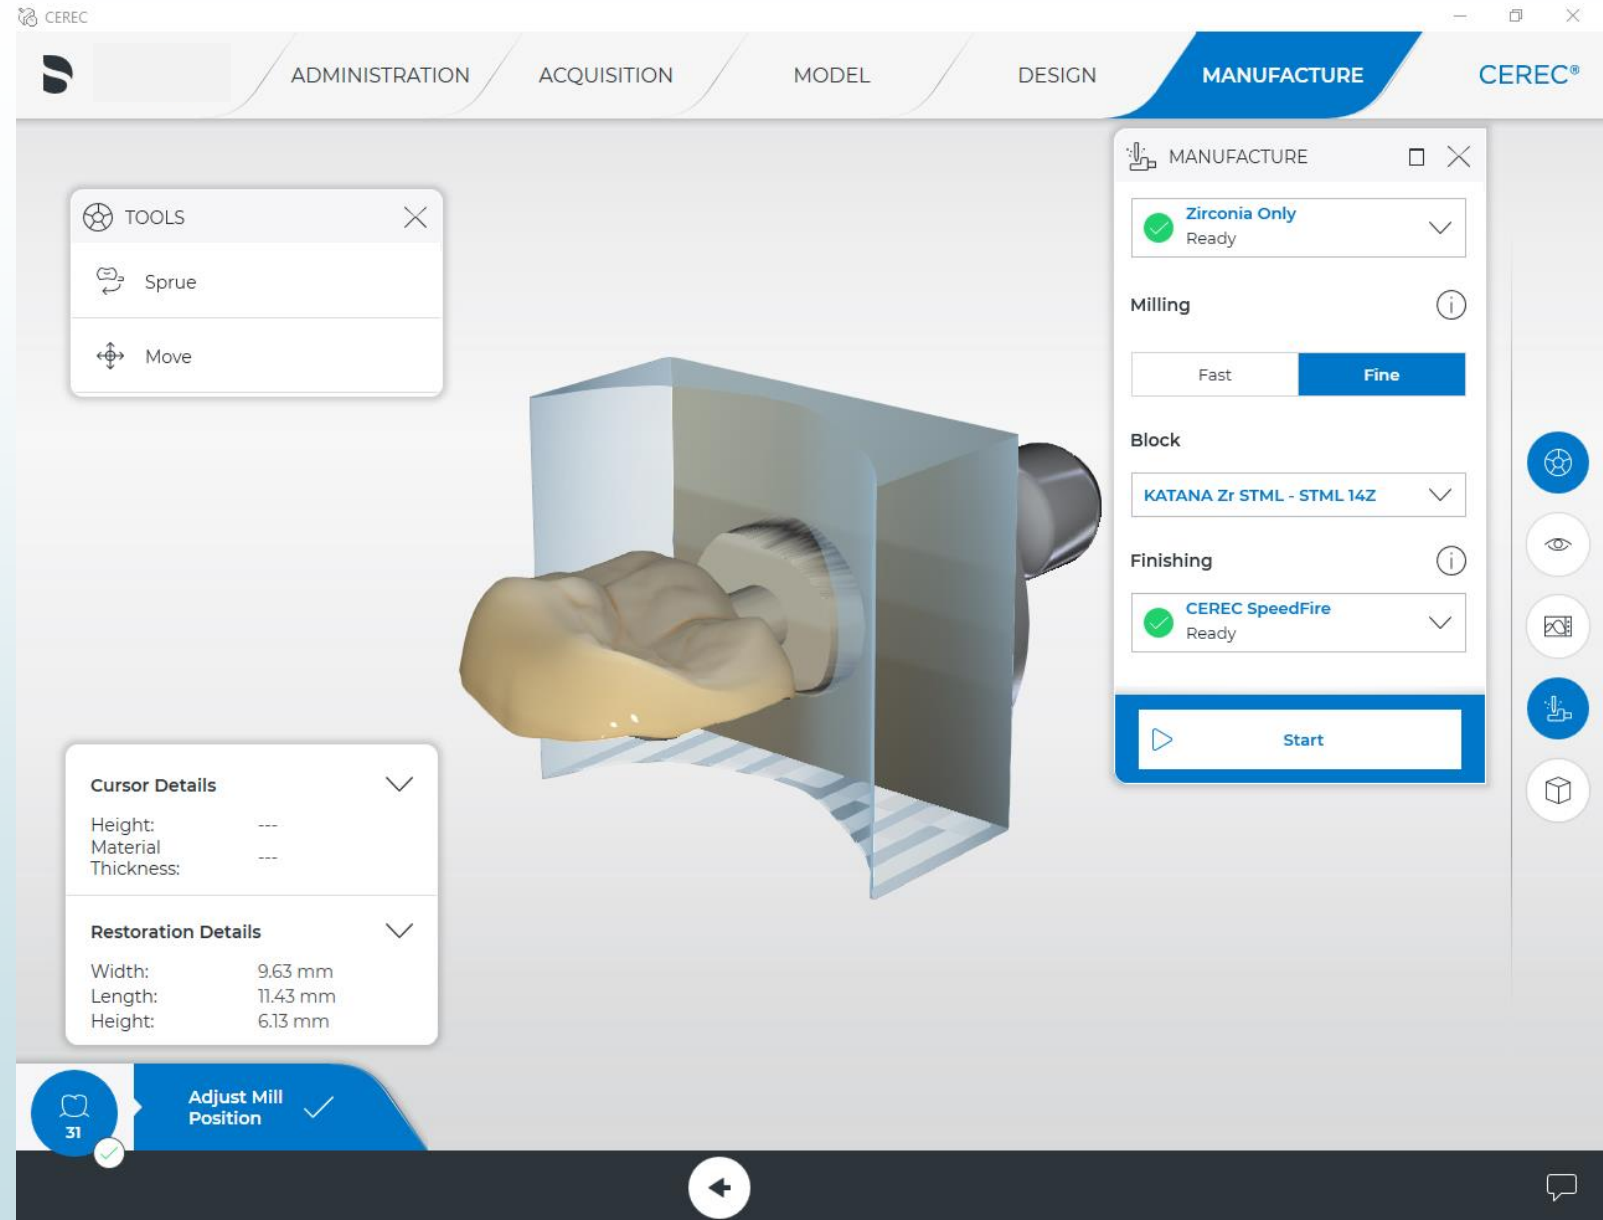 CEREC
ADMINISTRATION
ACQUISITION
MODEL
DESIGN
MANUFACTURE
CEREC®
TOOLS
Sprue
Move
MANUFACTURE
Zirconia Only
Ready
Milling
Fast
Fine
Block
KATANA Zr STML - STML 14Z
Finishing
CEREC SpeedFire
Ready
Start
Cursor Details
Height: ---
Material
Thickness: ---
Restoration Details
Width: 9.63 mm
Length: 11.43 mm
Height: 6.13 mm
31
Adjust Mill
Position